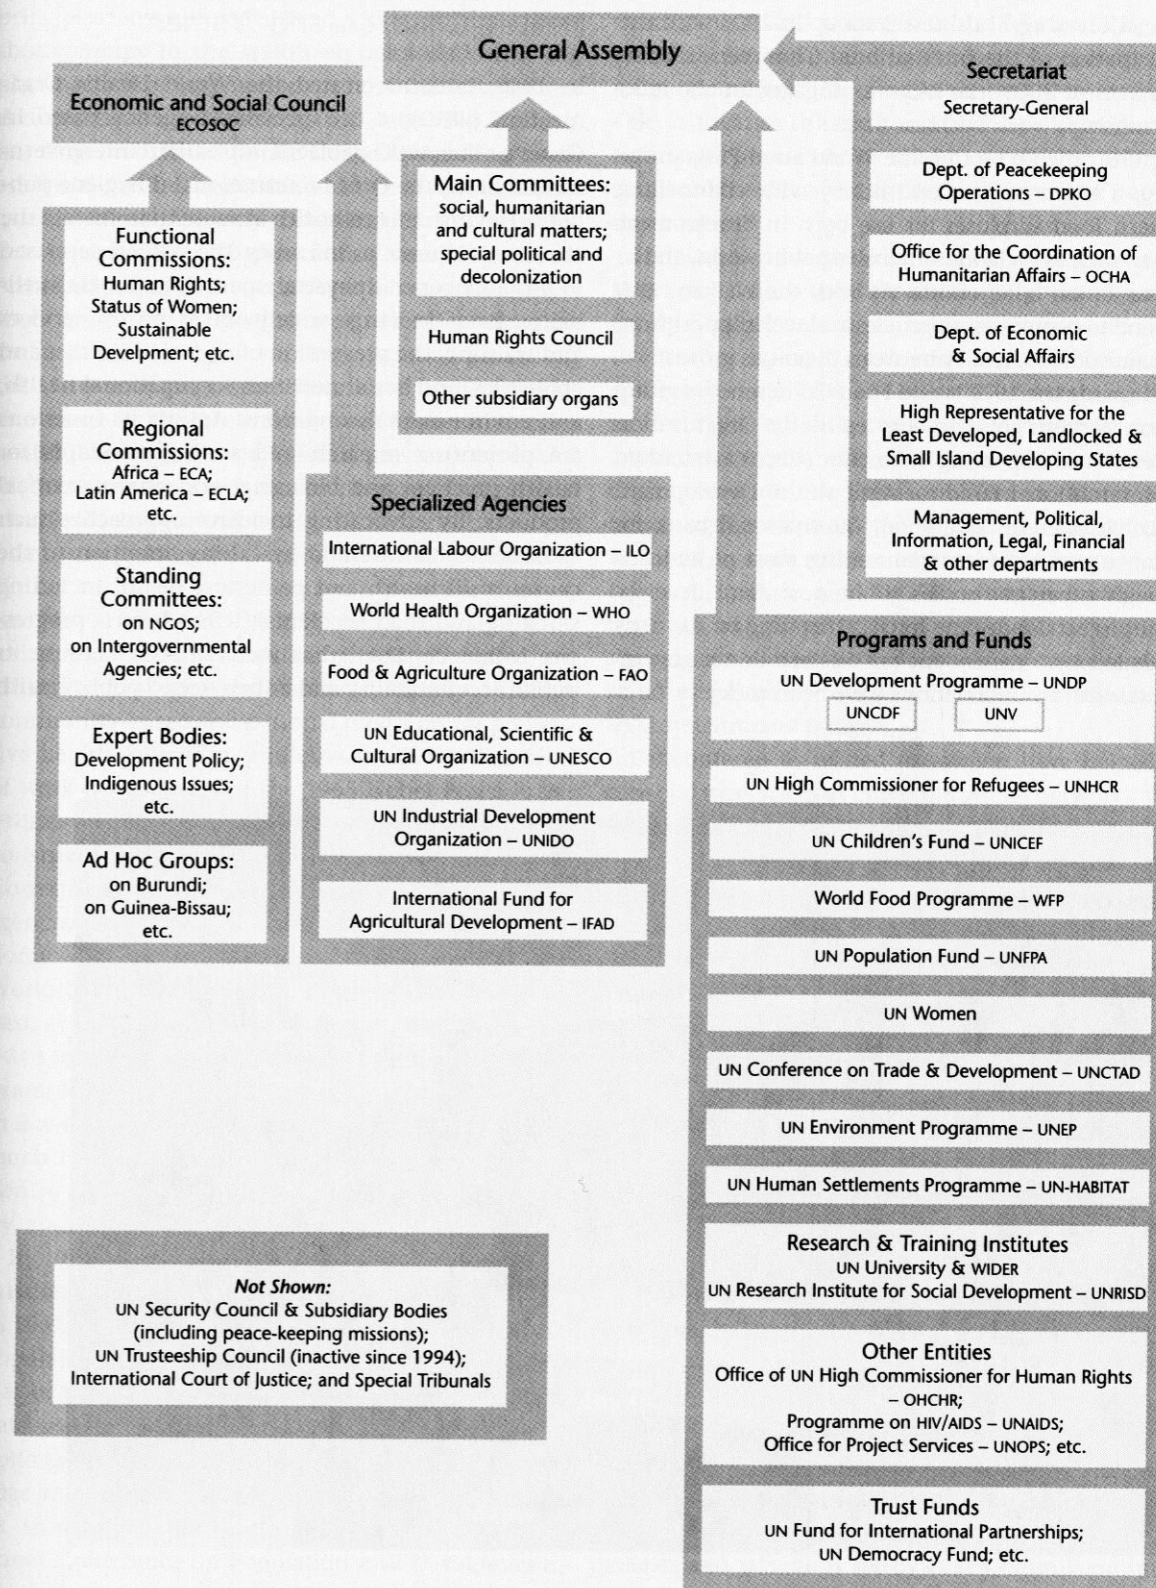 General Assembly
Economic and Social Council
ECOSOC
Functional
Commissions:
Human Rights;
Status of Women;
Sustainable
Develpment; etc.
Regional
Commissions:
Africa – ECA;
Latin America – ECLA;
etc.
Standing
Committees:
on NGOS;
on Intergovernmental
Agencies; etc.
Expert Bodies:
Development Policy;
Indigenous Issues;
etc.
Ad Hoc Groups:
on Burundi;
on Guinea-Bissau;
etc.
Main Committees:
social, humanitarian
and cultural matters;
special political and
decolonization
Human Rights Council
Other subsidiary organs
Specialized Agencies
International Labour Organization – ILO
World Health Organization – WHO
Food & Agriculture Organization – FAO
UN Educational, Scientific &
Cultural Organization – UNESCO
UN Industrial Development
Organization – UNIDO
International Fund for
Agricultural Development – IFAD
Secretariat
Secretary-General
Dept. of Peacekeeping
Operations – DPKO
Office for the Coordination of
Humanitarian Affairs – OCHA
Dept. of Economic
& Social Affairs
High Representative for the
Least Developed, Landlocked &
Small Island Developing States
Management, Political,
Information, Legal, Financial
& other departments
Programs and Funds
UN Development Programme – UNDP
UNCDF UNV
UN High Commissioner for Refugees – UNHCR
UN Children's Fund – UNICEF
World Food Programme – WFP
UN Population Fund – UNFPA
UN Women
UN Conference on Trade & Development – UNCTAD
UN Environment Programme – UNEP
UN Human Settlements Programme – UN-HABITAT
Research & Training Institutes
UN University & WIDER
UN Research Institute for Social Development – UNRISD
Other Entities
Office of UN High Commissioner for Human Rights
– OHCHR;
Programme on HIV/AIDS – UNAIDS;
Office for Project Services – UNOPS; etc.
Trust Funds
UN Fund for International Partnerships;
UN Democracy Fund; etc.
Not Shown:
UN Security Council & Subsidiary Bodies
(including peace-keeping missions);
UN Trusteeship Council (inactive since 1994);
International Court of Justice; and Special Tribunals